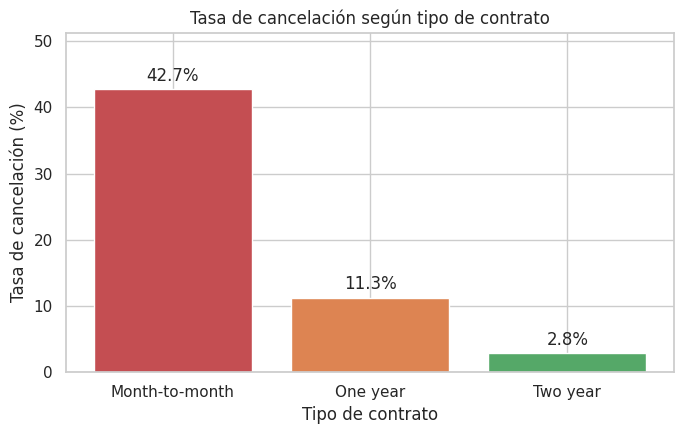 Tasa de cancelación según tipo de contrato
Tasa de cancelación (%)
50
40
30
20
10
0
42.7%
11.3%
2.8%
Month-to-month
One year
Two year
Tipo de contrato